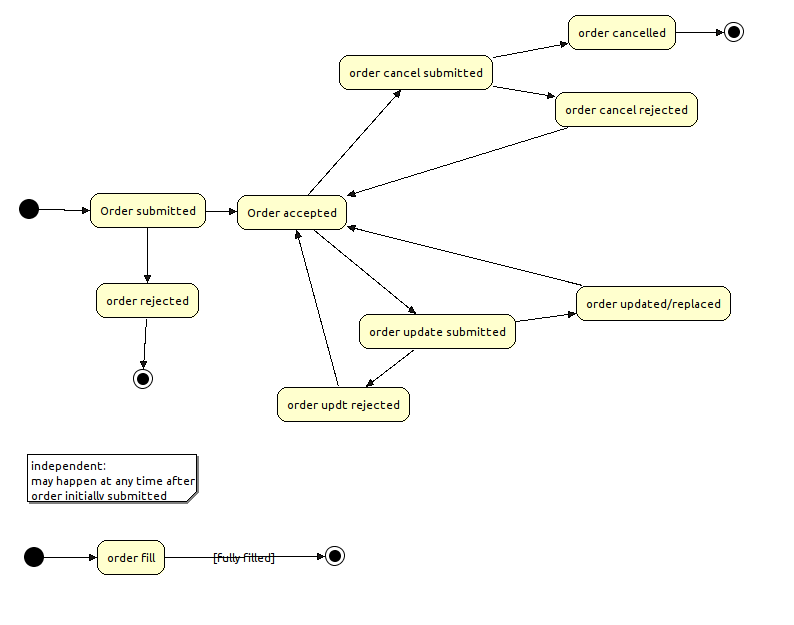 order cancelled
order cancel submitted
order cancel rejected
Order submitted
Order accepted
order rejected
order updated/replaced
order update submitted
order updt rejected
independent:
may happen at any time after
order initially submitted
order fill
[fully filled]